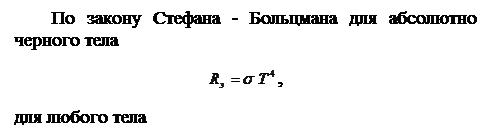 По закону Стефана - Больцмана для абсолютно
черного тела
Rэ = σ T⁴ ,
для любого тела